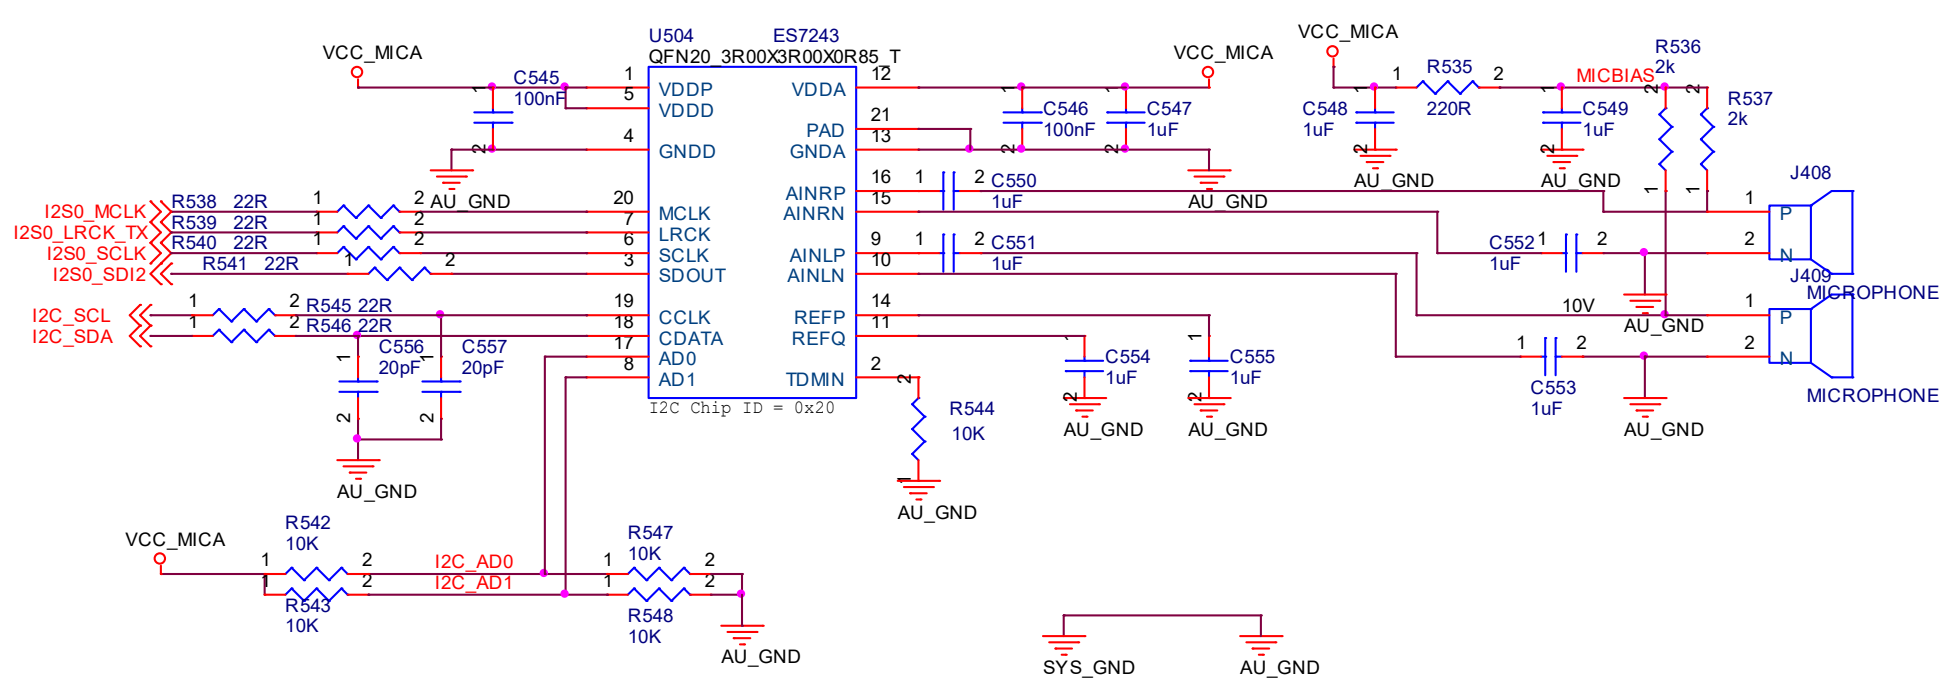 U504 ES7243
QFN20_3R00X3R00X0R85_T
VCC_MICA
C545
100nF
1 VDDP
5 VDDD
4 GNDD
AU_GND
12 VDDA
21 PAD
13 GNDA
VCC_MICA
C546
100nF
C547
1uF
AU_GND
VCC_MICA
C548
1uF
AU_GND
1 R535 2
220R
MICBIAS
C549
1uF
AU_GND
R536
2k
R537
2k
I2S0_MCLK R538 22R 1 2 20 MCLK
I2S0_LRCK_TX R539 22R 1 2 7 LRCK
I2S0_SCLK R540 22R 1 2 6 SCLK
I2S0_SDI2 R541 22R 1 2 3 SDOUT
I2C_SCL 1 2 R545 22R 19 CCLK
I2C_SDA 1 2 R546 22R 18 CDATA
17 AD0
8 AD1
I2C Chip ID = 0x20
C556
20pF
C557
20pF
1 1
2 2
AU_GND
16 AINRP 1 2 C550
1uF
15 AINRN
9 AINLP 1 2 C551
1uF
10 AINLN
14 REFP
11 REFQ
2 TDMIN
C552 1 2
1uF
AU_GND
J408
1 P
2 N
MICROPHONE
J409
10V
1 P
2 N
MICROPHONE
1 2
C553
1uF
AU_GND
1 C554
1uF
2
AU_GND
1 C555
1uF
2
AU_GND
2 R544
10K
1
AU_GND
VCC_MICA
R542
10K
1 2 I2C_AD0
1 2 I2C_AD1
R543
10K
R547
10K
1 2
1 2
R548
10K
AU_GND
SYS_GND AU_GND